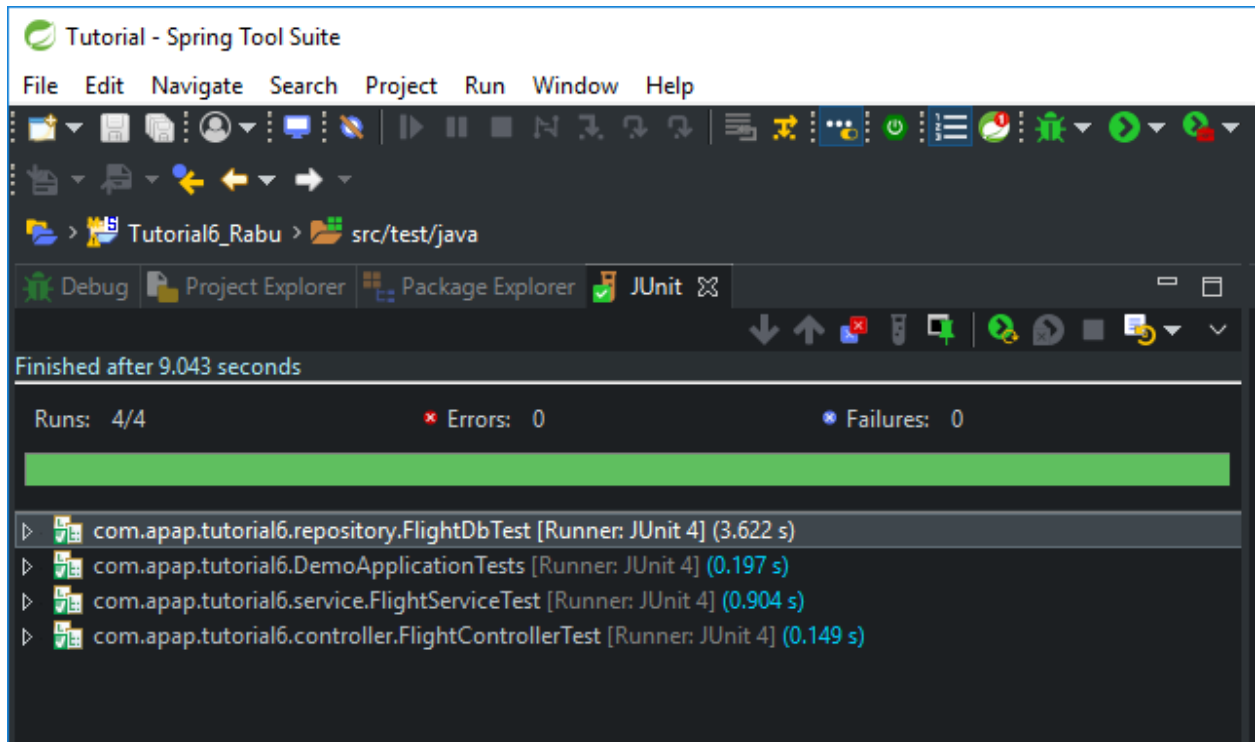 Tutorial - Spring Tool Suite
File Edit Navigate Search Project Run Window Help
Tutorial6_Rabu > src/test/java
Debug Project Explorer Package Explorer JUnit
Finished after 9.043 seconds
Runs: 4/4 Errors: 0 Failures: 0
com.apap.tutorial6.repository.FlightDbTest [Runner: JUnit 4] (3.622 s)
com.apap.tutorial6.DemoApplicationTests [Runner: JUnit 4] (0.197 s)
com.apap.tutorial6.service.FlightServiceTest [Runner: JUnit 4] (0.904 s)
com.apap.tutorial6.controller.FlightControllerTest [Runner: JUnit 4] (0.149 s)